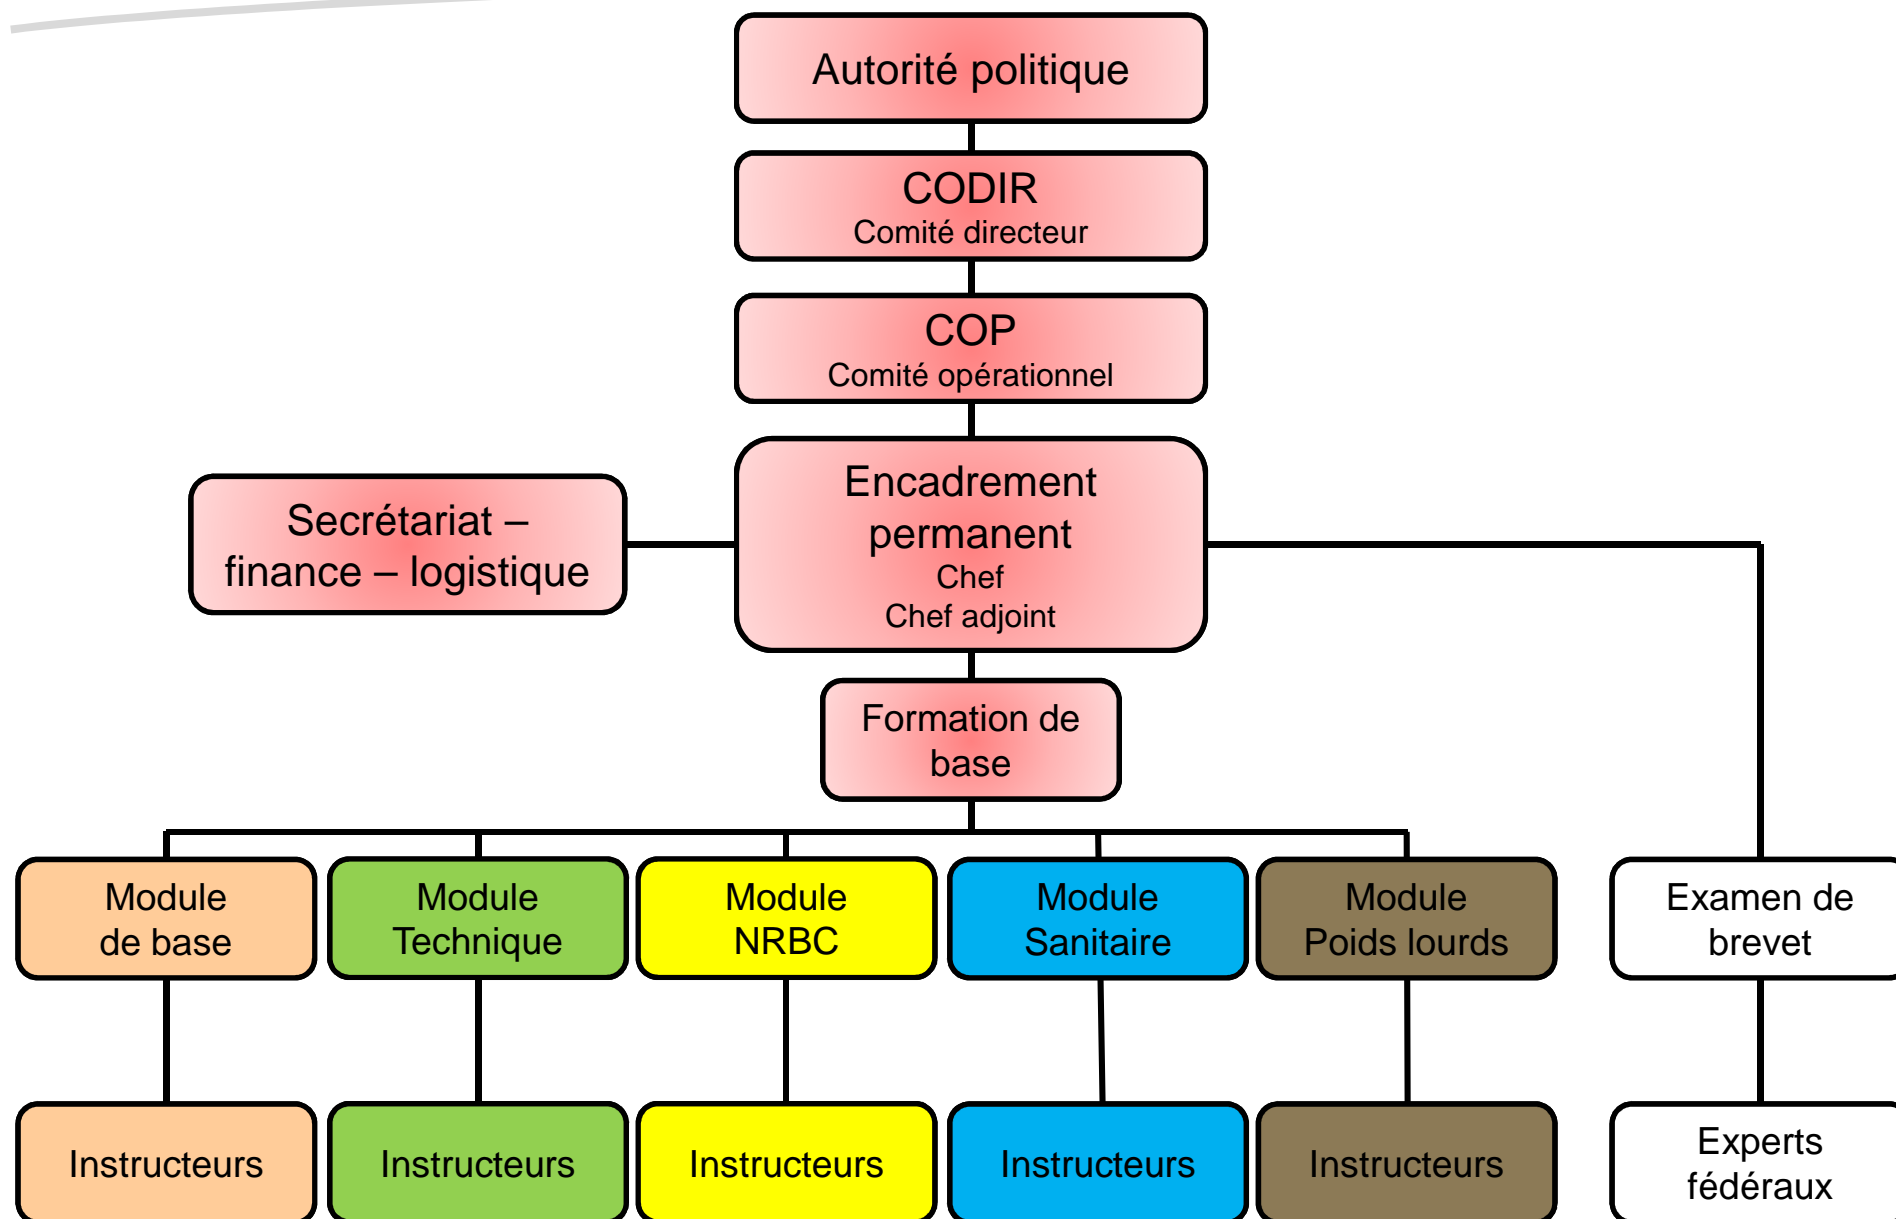 Autorité politique
CODIR
Comité directeur
COP
Comité opérationnel
Encadrement
permanent
Chef
Chef adjoint
Secrétariat –
finance – logistique
Formation de
base
Module
de base
Module
Technique
Module
NRBC
Module
Sanitaire
Module
Poids lourds
Examen de
brevet
Instructeurs
Instructeurs
Instructeurs
Instructeurs
Instructeurs
Experts
fédéraux